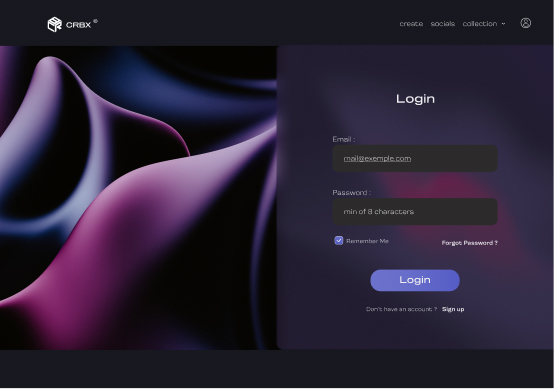 CRBX ®
create socials collection
Login
Email :
mail@exemple.com
Password :
min of 8 characters
Remember Me
Forgot Password ?
Login
Don't have an account ? Sign up